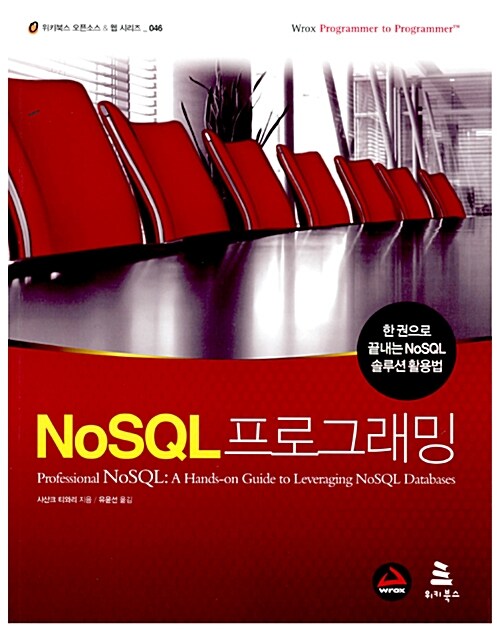 위키북스 오픈소스 & 웹 시리즈 _ 046
Wrox Programmer to Programmer™
한 권으로
끝내는 NoSQL
솔루션 활용법
NoSQL 프로그래밍
Professional NoSQL: A Hands-on Guide to Leveraging NoSQL Databases
샤샨크 티와리 지음 / 유윤선 옮김
wrox
위키북스